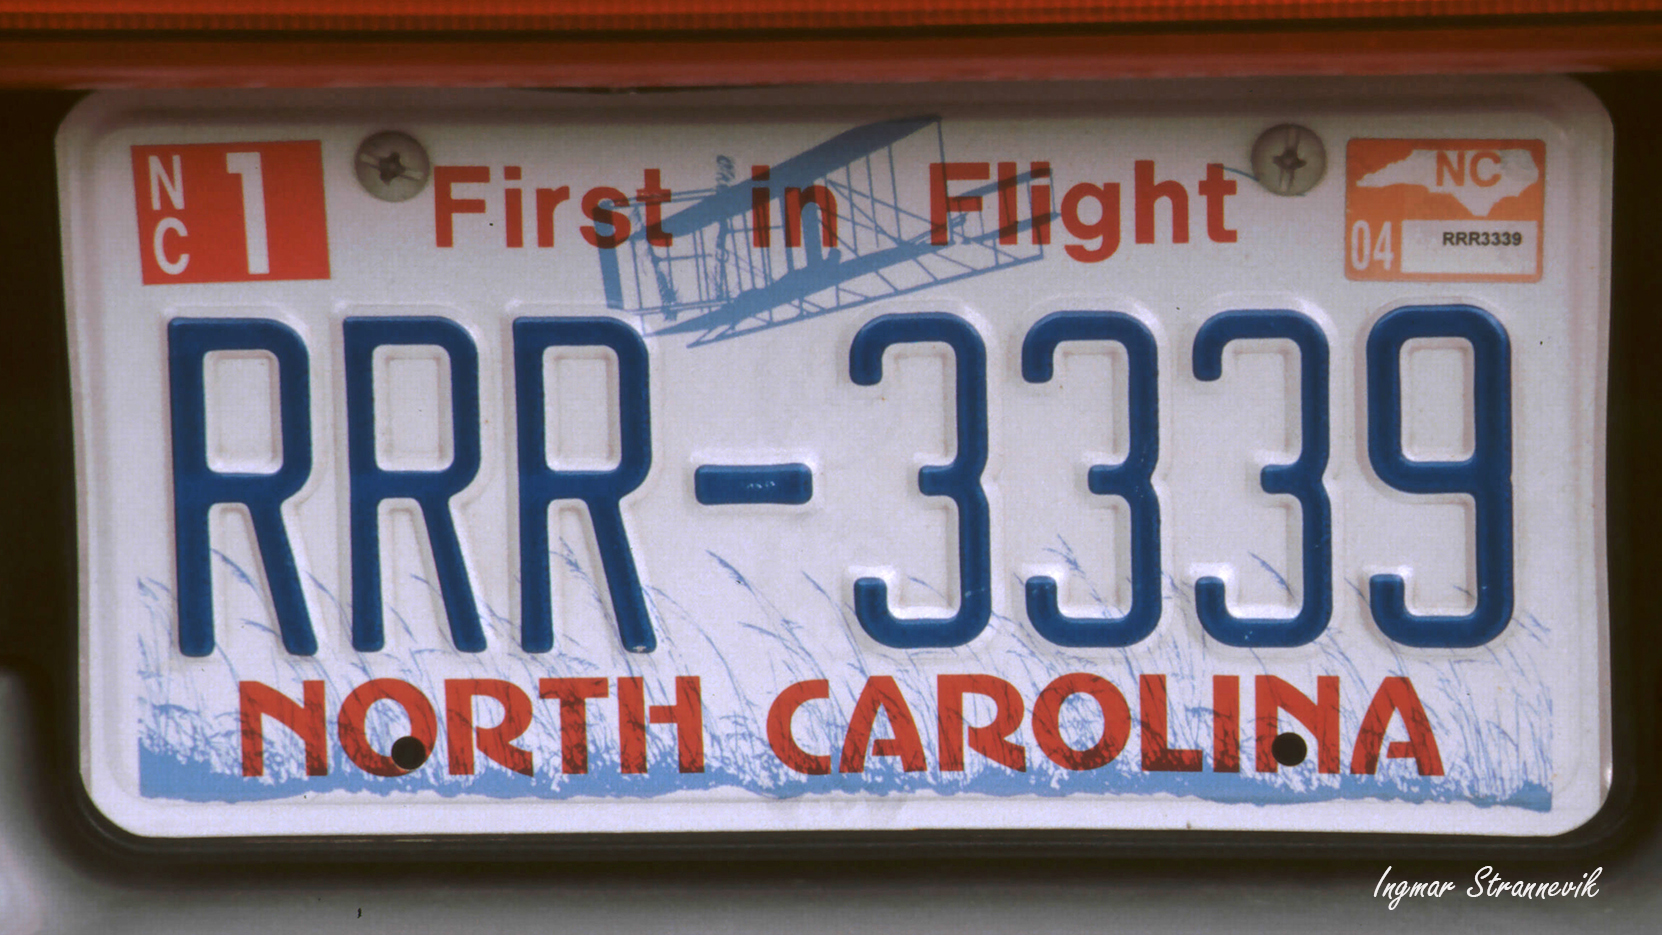 NC 1
First in Flight
NC
04 RRR3339
RRR-3339
NORTH CAROLINA
Ingmar Strannevik